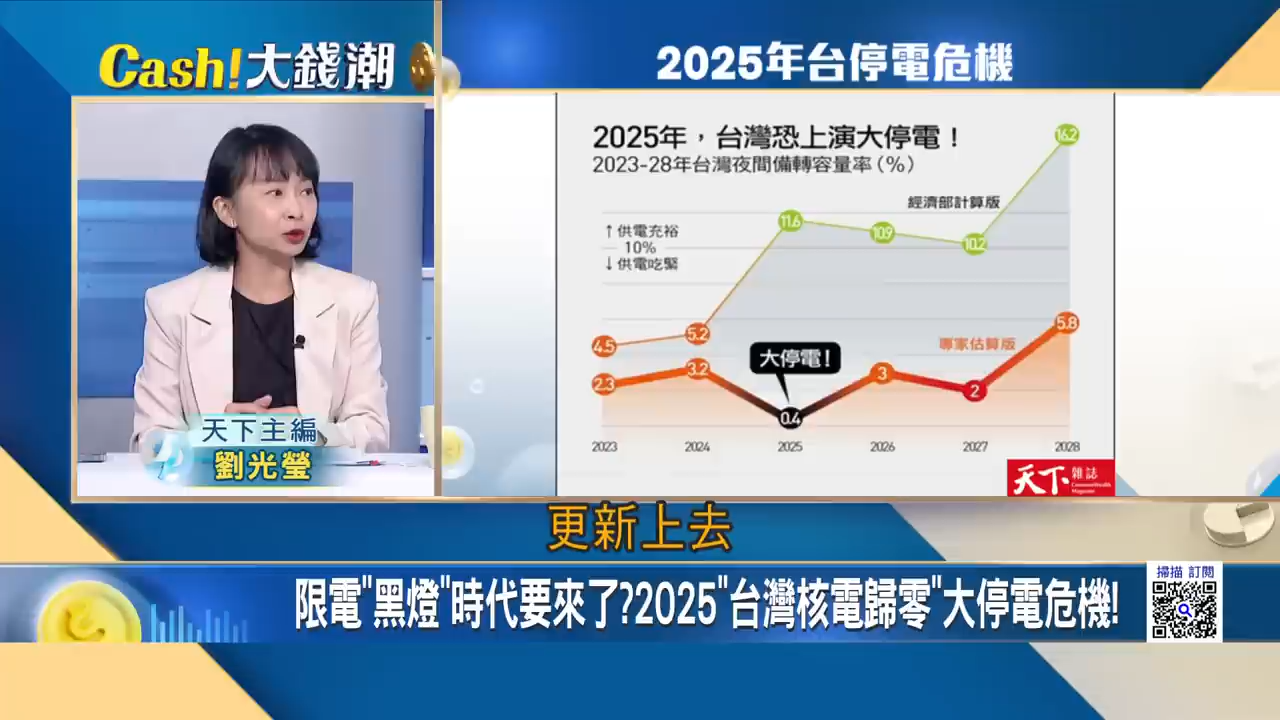 Cash!大錢潮
2025年台停電危機
2025年，台灣恐上演大停電！
2023-28年台灣夜間備轉容量率(%)
16.2
經濟部計算版
↑供電充裕
10%
↓供電吃緊
11.6
10.9
10.2
4.5
5.2
5.8
專家估算版
大停電！
2.3
3.2
0.4
3
2
2023
2024
2025
2026
2027
2028
天下雜誌
CommonWealth
Magazine
天下主編
劉光瑩
更新上去
限電"黑燈"時代要來了?2025"台灣核電歸零"大停電危機!
掃描 訂閱